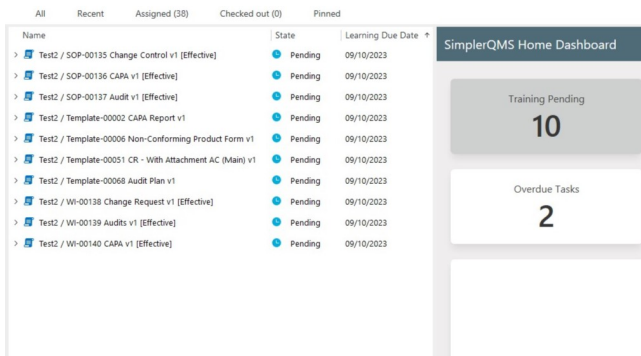 All Recent Assigned (38) Checked out (0) Pinned
Name State Learning Due Date ↑
Test2 / SOP-00135 Change Control v1 [Effective] Pending 09/10/2023
Test2 / SOP-00136 CAPA v1 [Effective] Pending 09/10/2023
Test2 / SOP-00137 Audit v1 [Effective] Pending 09/10/2023
Test2 / Template-00002 CAPA Report v1 Pending 09/10/2023
Test2 / Template-00006 Non-Conforming Product Form v1 Pending 09/10/2023
Test2 / Template-00051 CR - With Attachment AC (Main) v1 Pending 09/10/2023
Test2 / Template-00068 Audit Plan v1 Pending 09/10/2023
Test2 / WI-00138 Change Request v1 [Effective] Pending 09/10/2023
Test2 / WI-00139 Audits v1 [Effective] Pending 09/10/2023
Test2 / WI-00140 CAPA v1 [Effective] Pending 09/10/2023
SimplerQMS Home Dashboard
Training Pending
10
Overdue Tasks
2